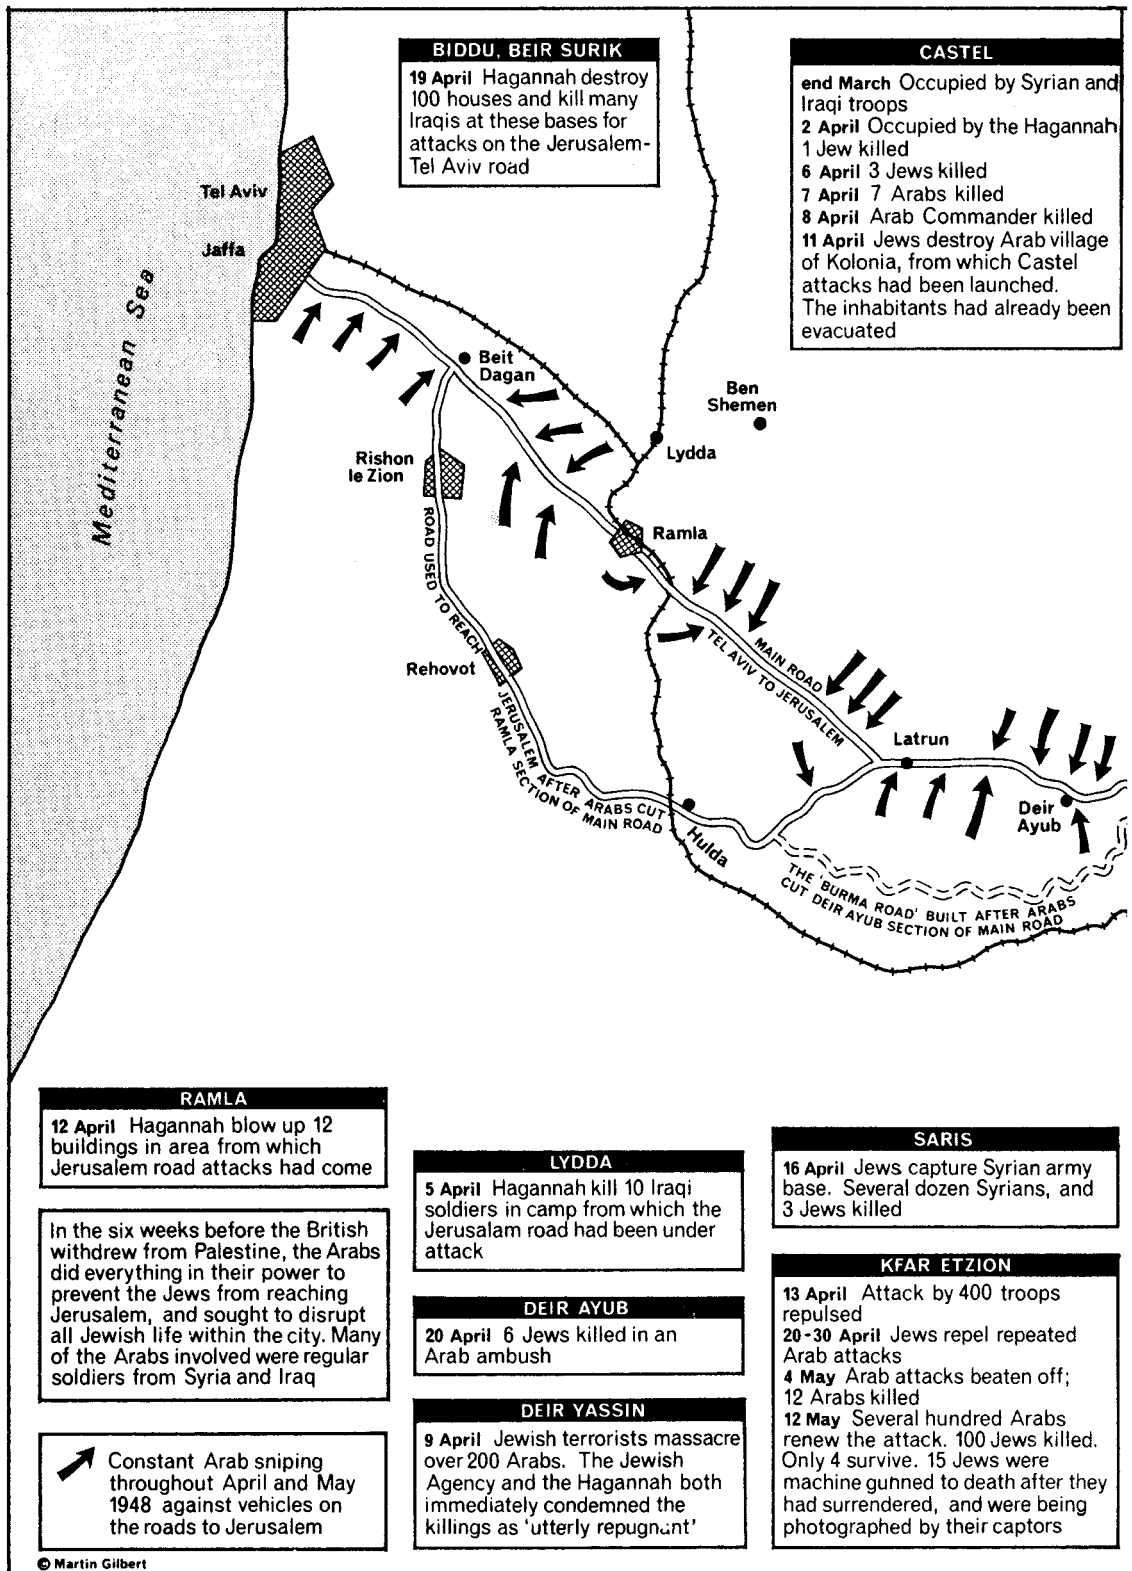 BIDDU, BEIR SURIK
19 April Hagannah destroy
100 houses and kill many
Iraqis at these bases for
attacks on the Jerusalem-
Tel Aviv road
CASTEL
end March Occupied by Syrian and
Iraqi troops
2 April Occupied by the Hagannah
1 Jew killed
6 April 3 Jews killed
7 April 7 Arabs killed
8 April Arab Commander killed
11 April Jews destroy Arab village
of Kolonia, from which Castel
attacks had been launched.
The inhabitants had already been
evacuated
Tel Aviv
Jaffa
Mediterranean Sea
Beit
Dagan
Ben
Shemen
Lydda
Rishon
le Zion
Ramla
ROAD USED TO REACH
JERUSALEM AFTER ARABS CUT
RAMLA SECTION OF MAIN ROAD
Rehovot
MAIN ROAD
TEL AVIV TO JERUSALEM
Latrun
Deir
Ayub
Hulda
THE 'BURMA ROAD' BUILT AFTER ARABS
CUT DEIR AYUB SECTION OF MAIN ROAD
RAMLA
12 April Hagannah blow up 12
buildings in area from which
Jerusalem road attacks had come
In the six weeks before the British
withdrew from Palestine, the Arabs
did everything in their power to
prevent the Jews from reaching
Jerusalem, and sought to disrupt
all Jewish life within the city. Many
of the Arabs involved were regular
soldiers from Syria and Iraq
Constant Arab sniping
throughout April and May
1948 against vehicles on
the roads to Jerusalem
LYDDA
5 April Hagannah kill 10 Iraqi
soldiers in camp from which the
Jerusalam road had been under
attack
DEIR AYUB
20 April 6 Jews killed in an
Arab ambush
DEIR YASSIN
9 April Jewish terrorists massacre
over 200 Arabs. The Jewish
Agency and the Hagannah both
immediately condemned the
killings as 'utterly repugnant'
SARIS
16 April Jews capture Syrian army
base. Several dozen Syrians, and
3 Jews killed
KFAR ETZION
13 April Attack by 400 troops
repulsed
20-30 April Jews repel repeated
Arab attacks
4 May Arab attacks beaten off;
12 Arabs killed
12 May Several hundred Arabs
renew the attack. 100 Jews killed.
Only 4 survive. 15 Jews were
machine gunned to death after they
had surrendered, and were being
photographed by their captors
© Martin Gilbert